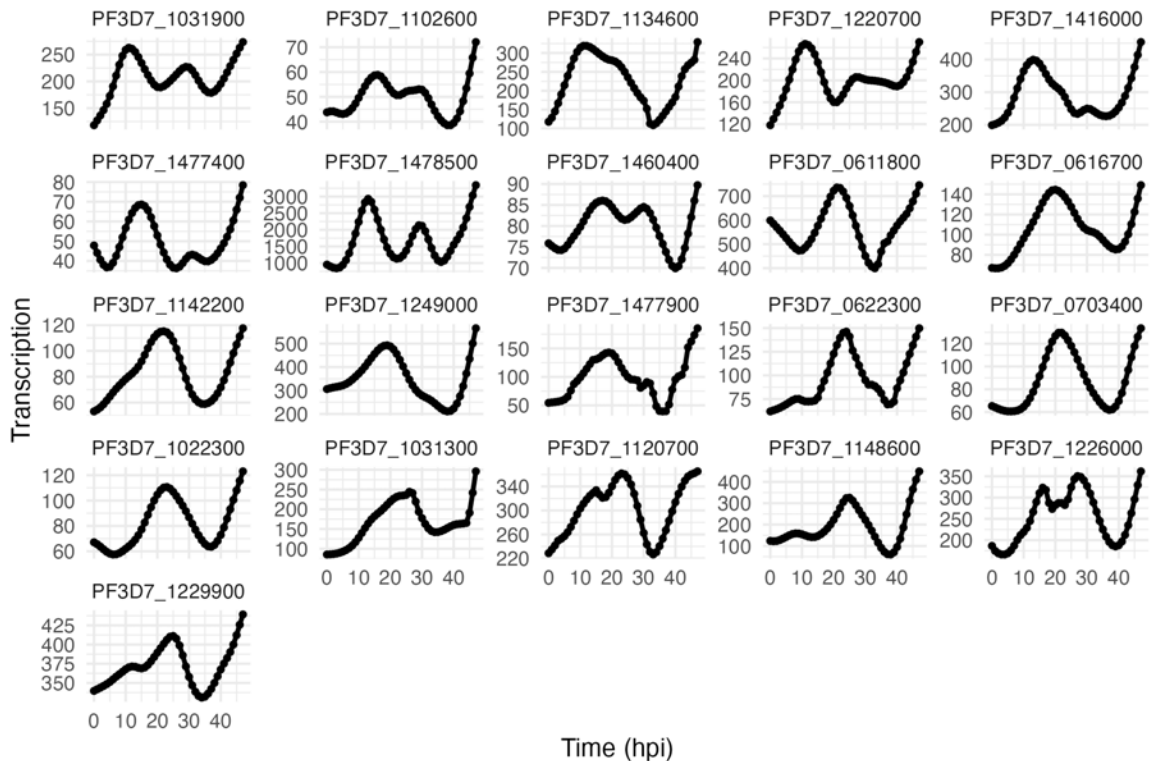 PF3D7_1031900 PF3D7_1102600 PF3D7_1134600 PF3D7_1220700 PF3D7_1416000
250 200 150
70 60 50 40
300 250 200 150 100
240 200 160 120
400 300 200
PF3D7_1477400 PF3D7_1478500 PF3D7_1460400 PF3D7_0611800 PF3D7_0616700
80 70 60 50 40
3000 2500 2000 1500 1000
90 85 80 75 70
700 600 500 400
140 120 100 80
PF3D7_1142200 PF3D7_1249000 PF3D7_1477900 PF3D7_0622300 PF3D7_0703400
120 100 80 60
500 400 300 200
150 100 50
150 125 100 75
120 100 80 60
Transcription
PF3D7_1022300 PF3D7_1031300 PF3D7_1120700 PF3D7_1148600 PF3D7_1226000
120 100 80 60
300 250 200 150 100
340 300 260 220
400 300 200 100
350 300 250 200
0 10 20 30 40
0 10 20 30 40
0 10 20 30 40
0 10 20 30 40
PF3D7_1229900
425 400 375 350
0 10 20 30 40
Time (hpi)